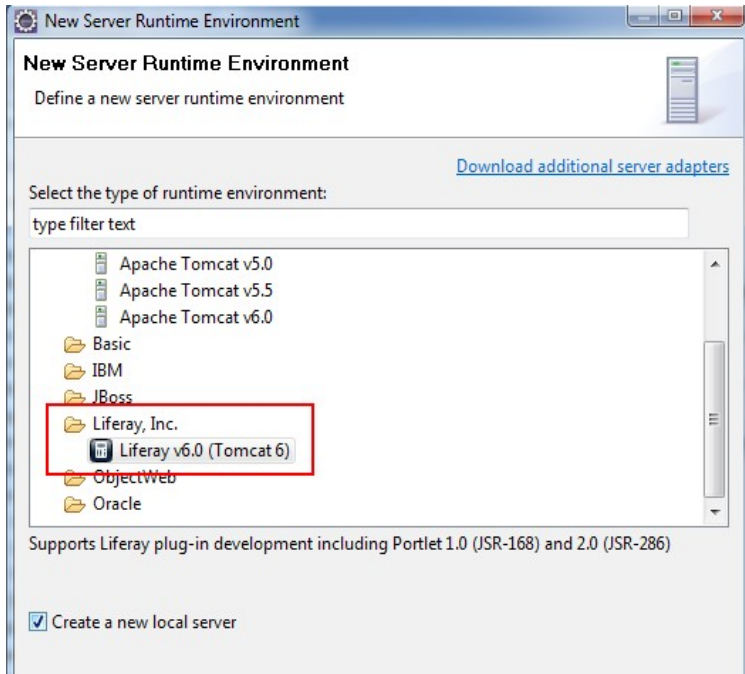 New Server Runtime Environment
New Server Runtime Environment
Define a new server runtime environment
Download additional server adapters
Select the type of runtime environment:
type filter text
Apache Tomcat v5.0
Apache Tomcat v5.5
Apache Tomcat v6.0
Basic
IBM
JBoss
Liferay, Inc.
Liferay v6.0 (Tomcat 6)
ObjectWeb
Oracle
Supports Liferay plug-in development including Portlet 1.0 (JSR-168) and 2.0 (JSR-286)
Create a new local server